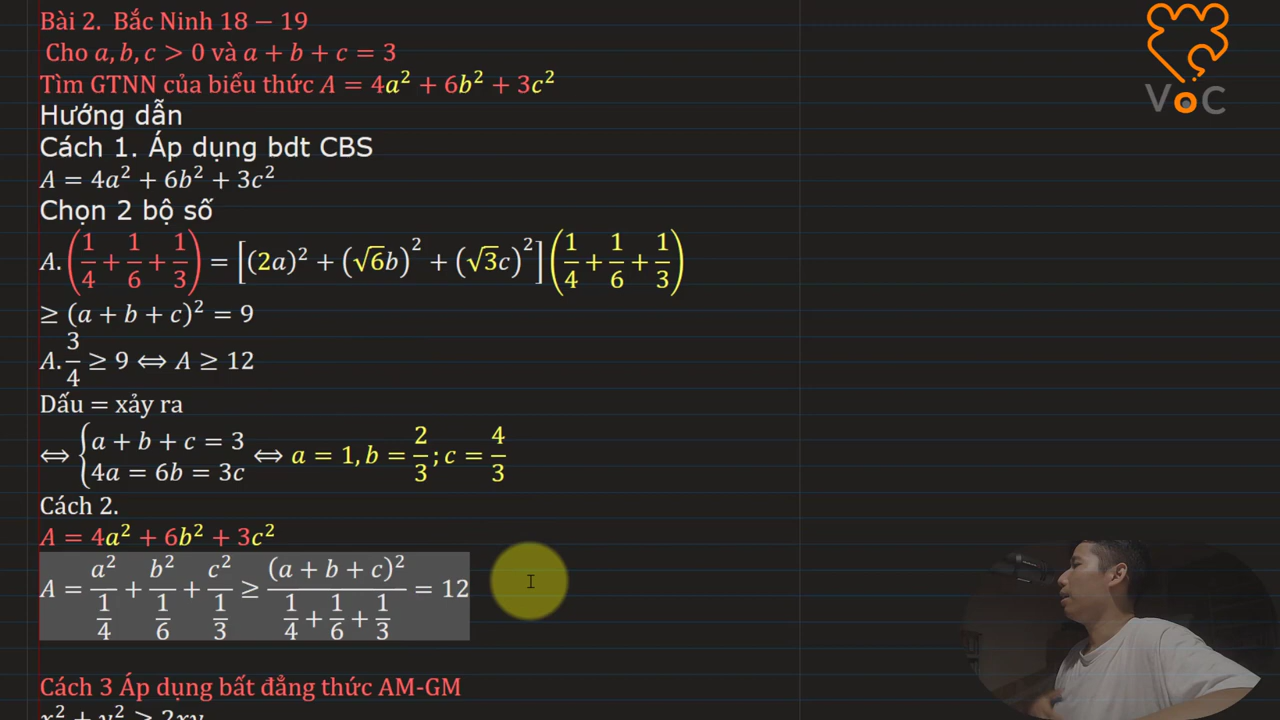 Bài 2. Bắc Ninh 18 − 19
VOC
Cho a, b, c > 0 và a + b + c = 3
Tìm GTNN của biểu thức A = 4a² + 6b² + 3c²
Hướng dẫn
Cách 1. Áp dụng bdt CBS
A = 4a² + 6b² + 3c²
Chọn 2 bộ số
A.(1/4 + 1/6 + 1/3) = [(2a)² + (√6b)² + (√3c)²](1/4 + 1/6 + 1/3)
≥ (a + b + c)² = 9
A.3/4 ≥ 9 ⟺ A ≥ 12
Dấu = xảy ra
⟺ {a + b + c = 3
4a = 6b = 3c ⟺ a = 1, b = 2/3; c = 4/3
Cách 2.
A = 4a² + 6b² + 3c²
A = a²/(1/4) + b²/(1/6) + c²/(1/3) ≥ (a + b + c)²/(1/4 + 1/6 + 1/3) = 12
Cách 3 Áp dụng bất đẳng thức AM-GM
x² + y² ≥ 2xy